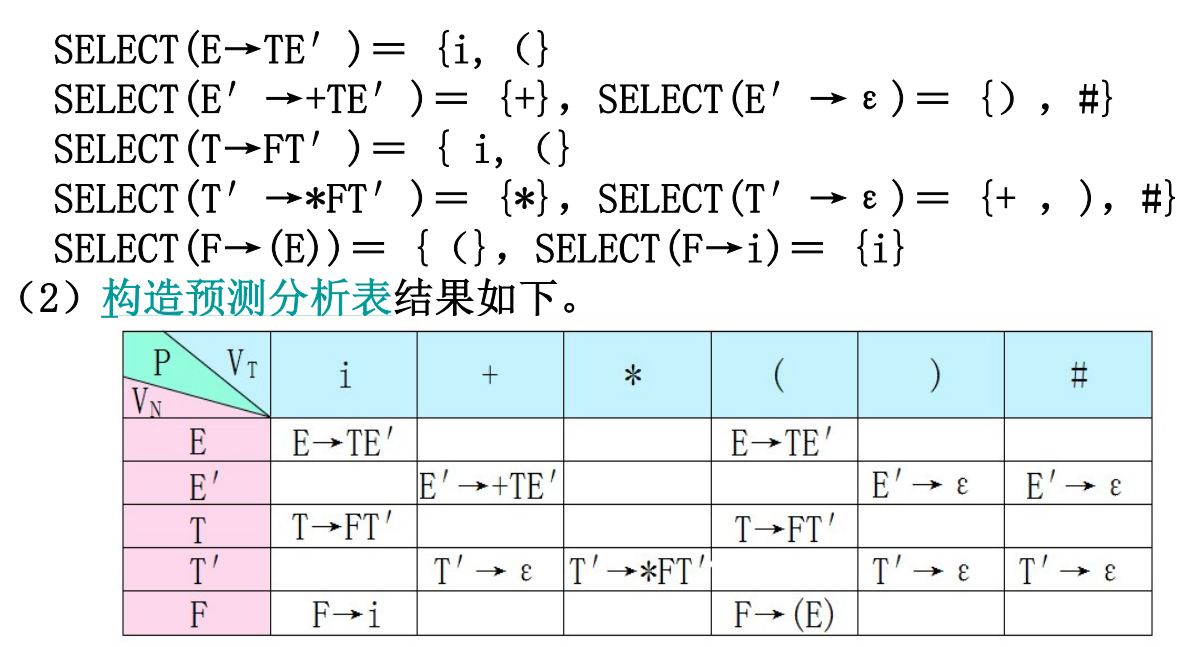 SELECT(E→TE′)＝ {i, (}
SELECT(E′ →+TE′)＝ {+}, SELECT(E′ → ε)＝ {) , #}
SELECT(T→FT′)＝ { i, (}
SELECT(T′ →*FT′)＝ {*}, SELECT(T′ → ε)＝ {+ , ), #}
SELECT(F→(E))＝ { (}, SELECT(F→i)＝ {i}
（2）构造预测分析表结果如下。
P V_T V_N i + * ( ) #
E E→TE′ E→TE′
E′ E′→+TE′ E′→ ε E′→ ε
T T→FT′ T→FT′
T′ T′→ ε T′→*FT′ T′→ ε T′→ ε
F F→i F→(E)